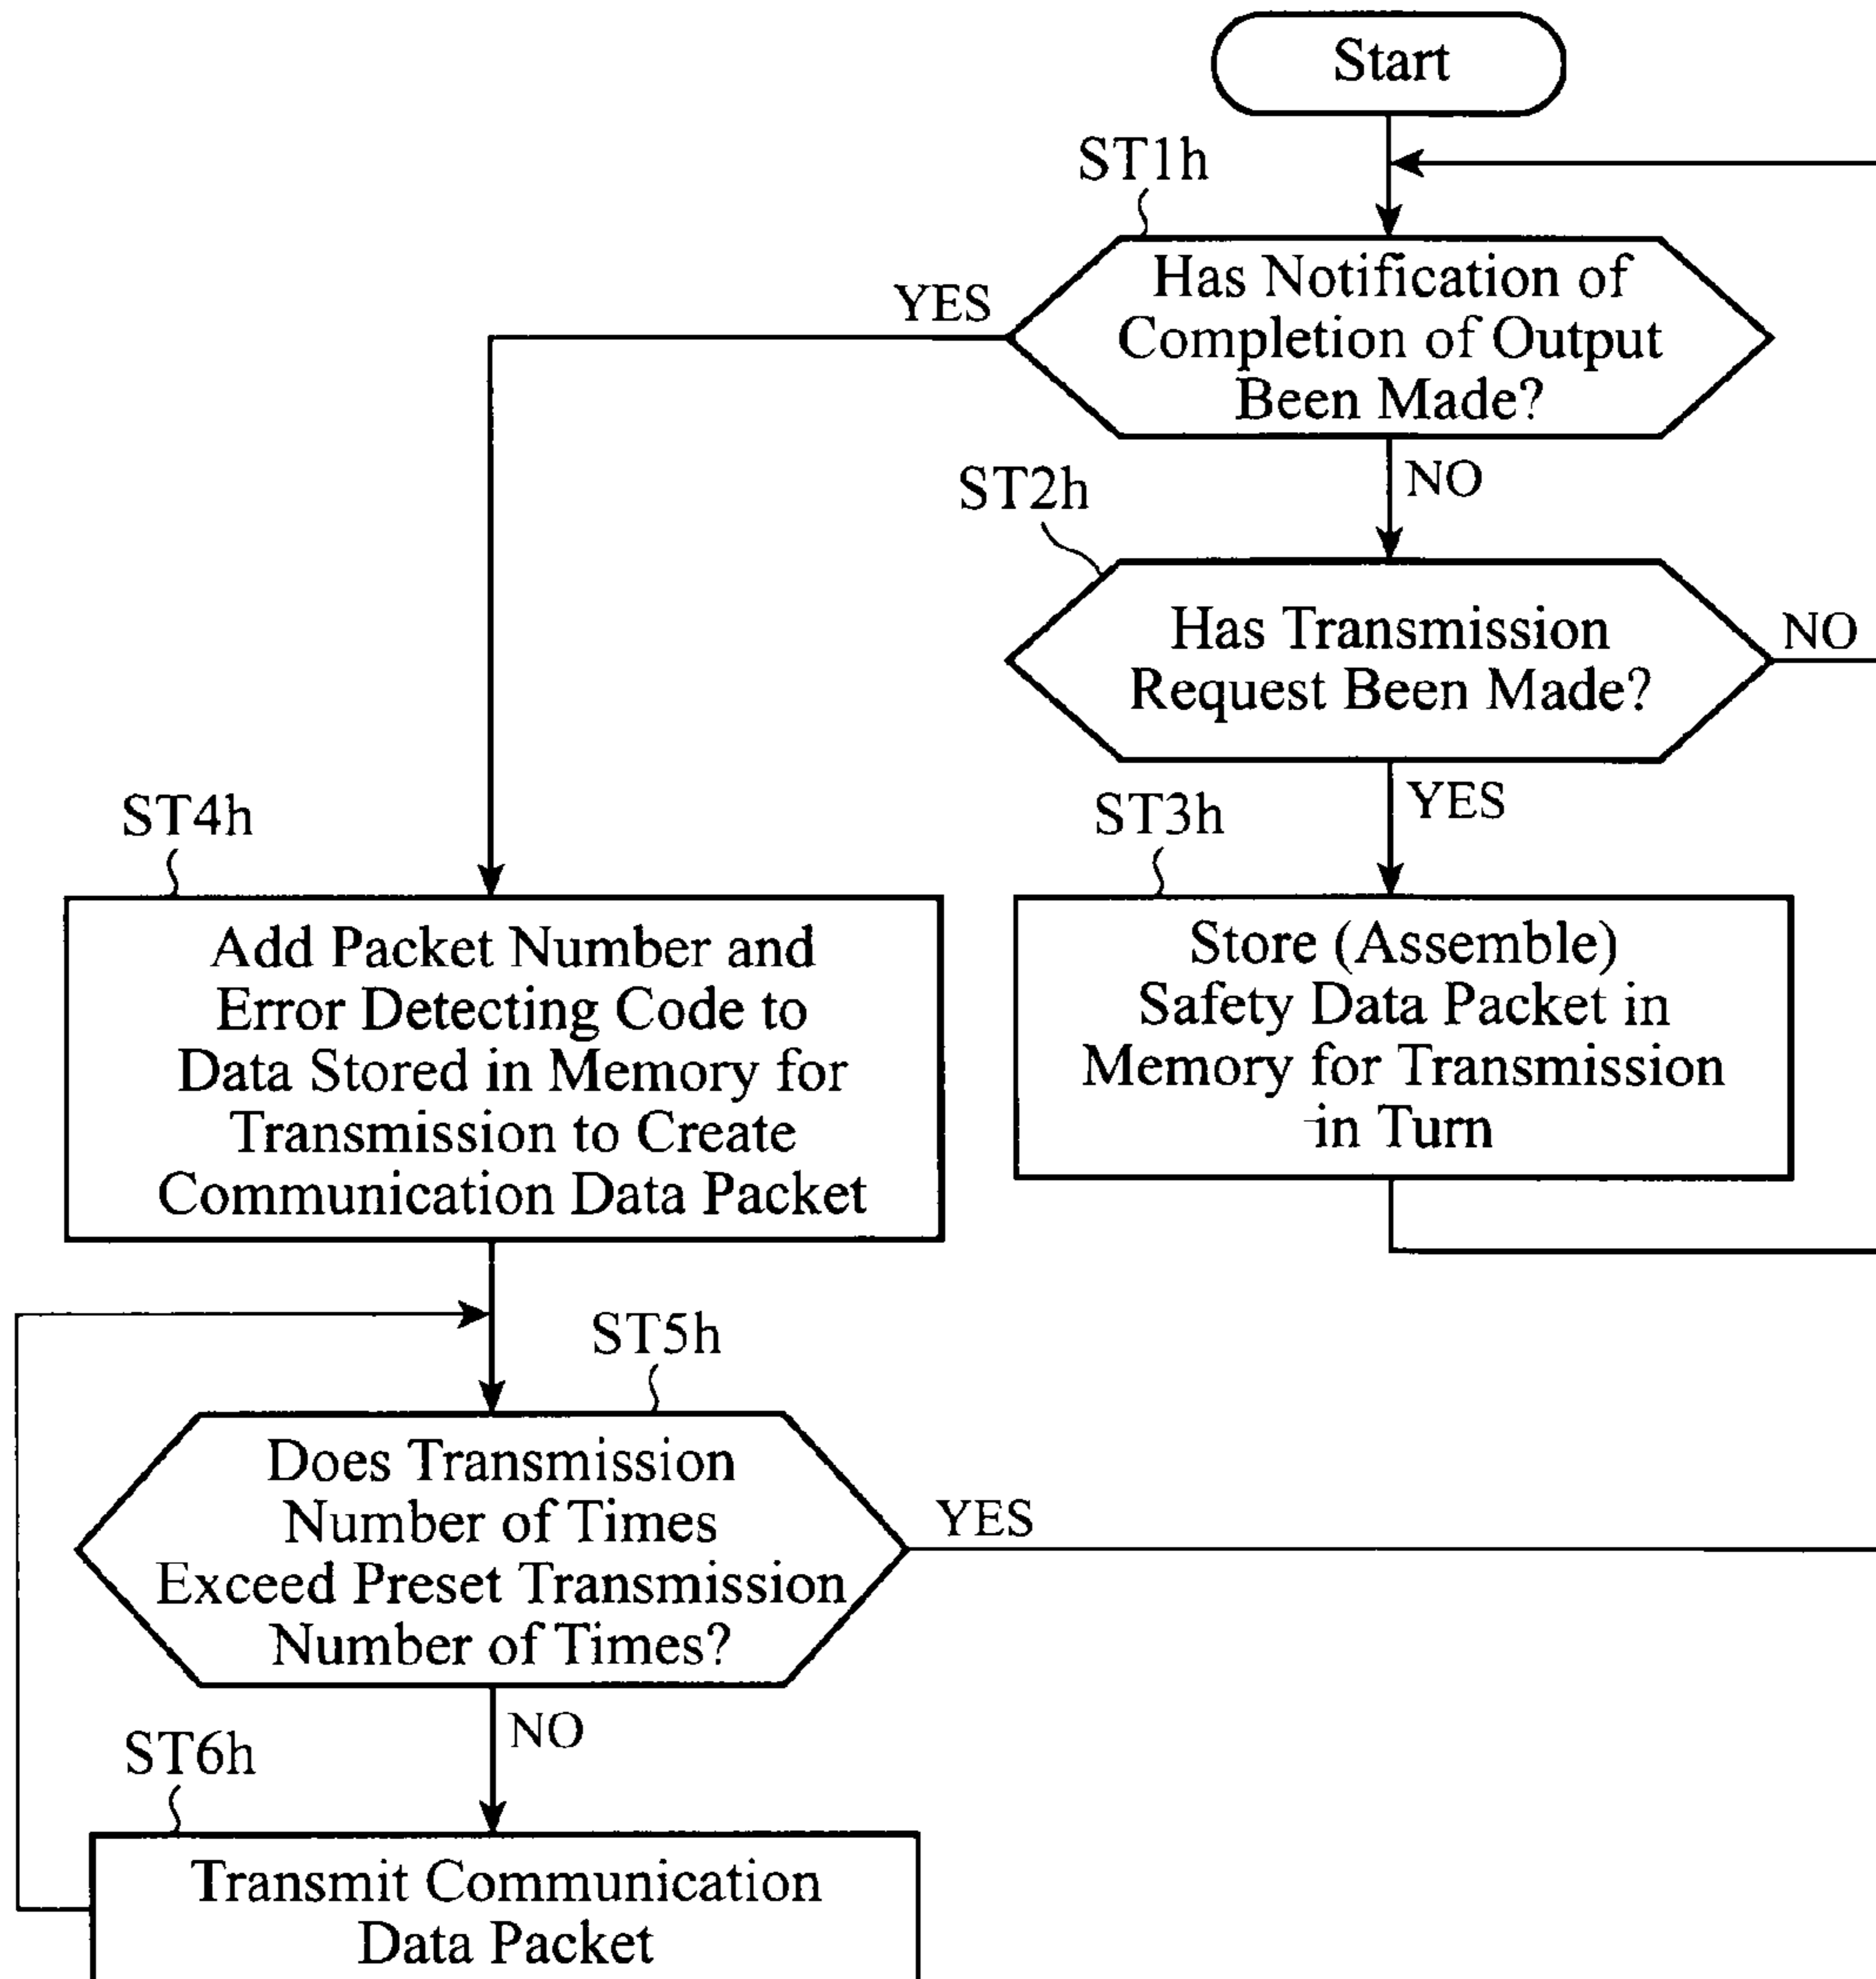 Start
ST1h
Has Notification of
Completion of Output
Been Made?
YES
NO
ST2h
Has Transmission
Request Been Made?
NO
YES
ST4h
ST3h
Add Packet Number and
Error Detecting Code to
Data Stored in Memory for
Transmission to Create
Communication Data Packet
Store (Assemble)
Safety Data Packet in
Memory for Transmission
in Turn
ST5h
Does Transmission
Number of Times
Exceed Preset Transmission
Number of Times?
YES
NO
ST6h
Transmit Communication
Data Packet